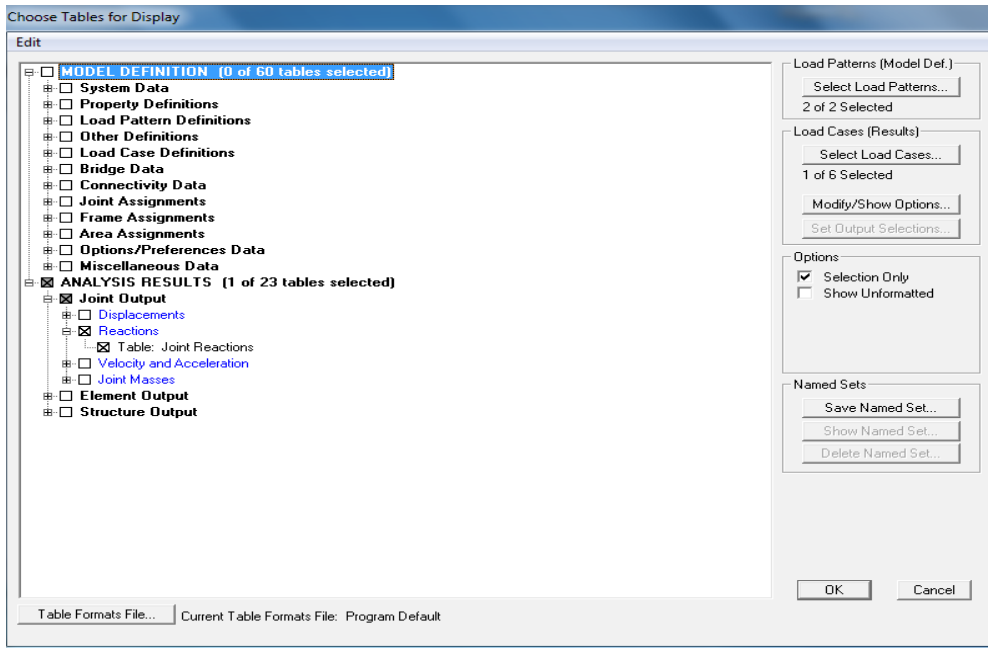 Choose Tables for Display
Edit
MODEL DEFINITION (0 of 60 tables selected)
System Data
Property Definitions
Load Pattern Definitions
Other Definitions
Load Case Definitions
Bridge Data
Connectivity Data
Joint Assignments
Frame Assignments
Area Assignments
Options/Preferences Data
Miscellaneous Data
ANALYSIS RESULTS (1 of 23 tables selected)
Joint Output
Displacements
Reactions
Table: Joint Reactions
Velocity and Acceleration
Joint Masses
Element Output
Structure Output
Table Formats File...
Current Table Formats File: Program Default
Load Patterns (Model Def.)
Select Load Patterns...
2 of 2 Selected
Load Cases (Results)
Select Load Cases...
1 of 6 Selected
Modify/Show Options...
Set Output Selections...
Options
Selection Only
Show Unformatted
Named Sets
Save Named Set...
Show Named Set...
Delete Named Set...
OK
Cancel